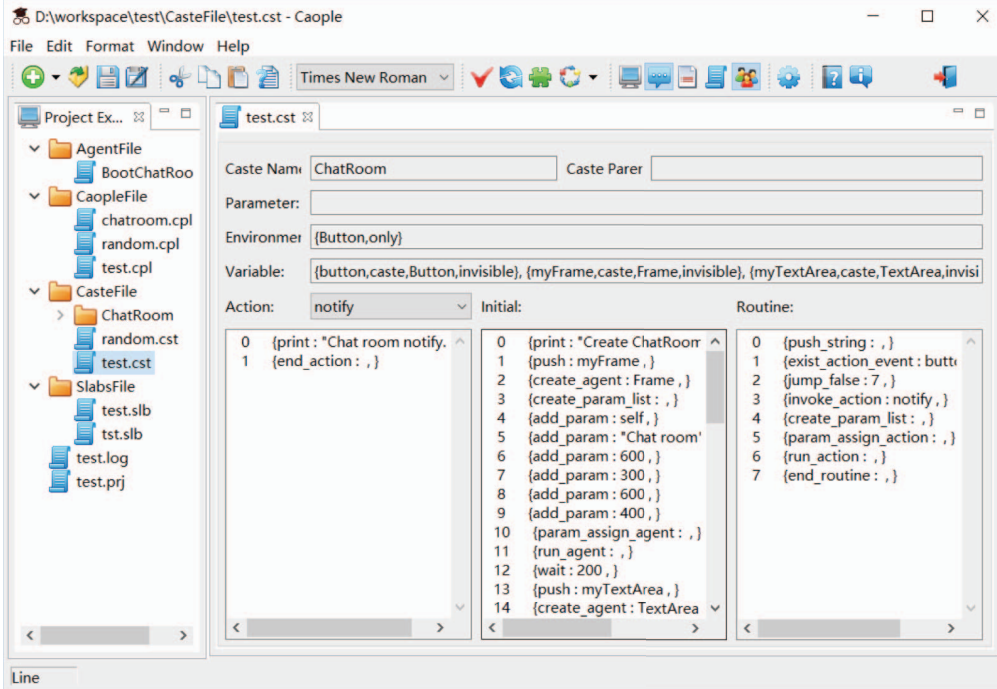 D:\workspace\test\CasteFile\test.cst - Caople
File Edit Format Window Help
Times New Roman
Project Ex...
test.cst
AgentFile
BootChatRoo
CaopleFile
chatroom.cpl
random.cpl
test.cpl
CasteFile
ChatRoom
random.cst
test.cst
SlabsFile
test.slb
tst.slb
test.log
test.prj
Caste Name ChatRoom Caste Parer
Parameter:
Environmer {Button,only}
Variable: {button,caste,Button,invisible}, {myFrame,caste,Frame,invisible}, {myTextArea,caste,TextArea,invisi
Action: notify Initial: Routine:
0 {print : "Chat room notify.
1 {end_action : , }
0 {print : "Create ChatRoom
1 {push : myFrame , }
2 {create_agent : Frame , }
3 {create_param_list : , }
4 {add_param : self, }
5 {add_param : "Chat room"
6 {add_param : 600, }
7 {add_param : 300, }
8 {add_param : 600, }
9 {add_param : 400, }
10 {param_assign_agent : , }
11 {run_agent : , }
12 {wait : 200 , }
13 {push : myTextArea , }
14 {create_agent : TextArea
0 {push_string : , }
1 {exist_action_event : butto
2 {jump_false : 7 , }
3 {invoke_action : notify , }
4 {create_param_list : , }
5 {param_assign_action : , }
6 {run_action : , }
7 {end_routine : , }
Line